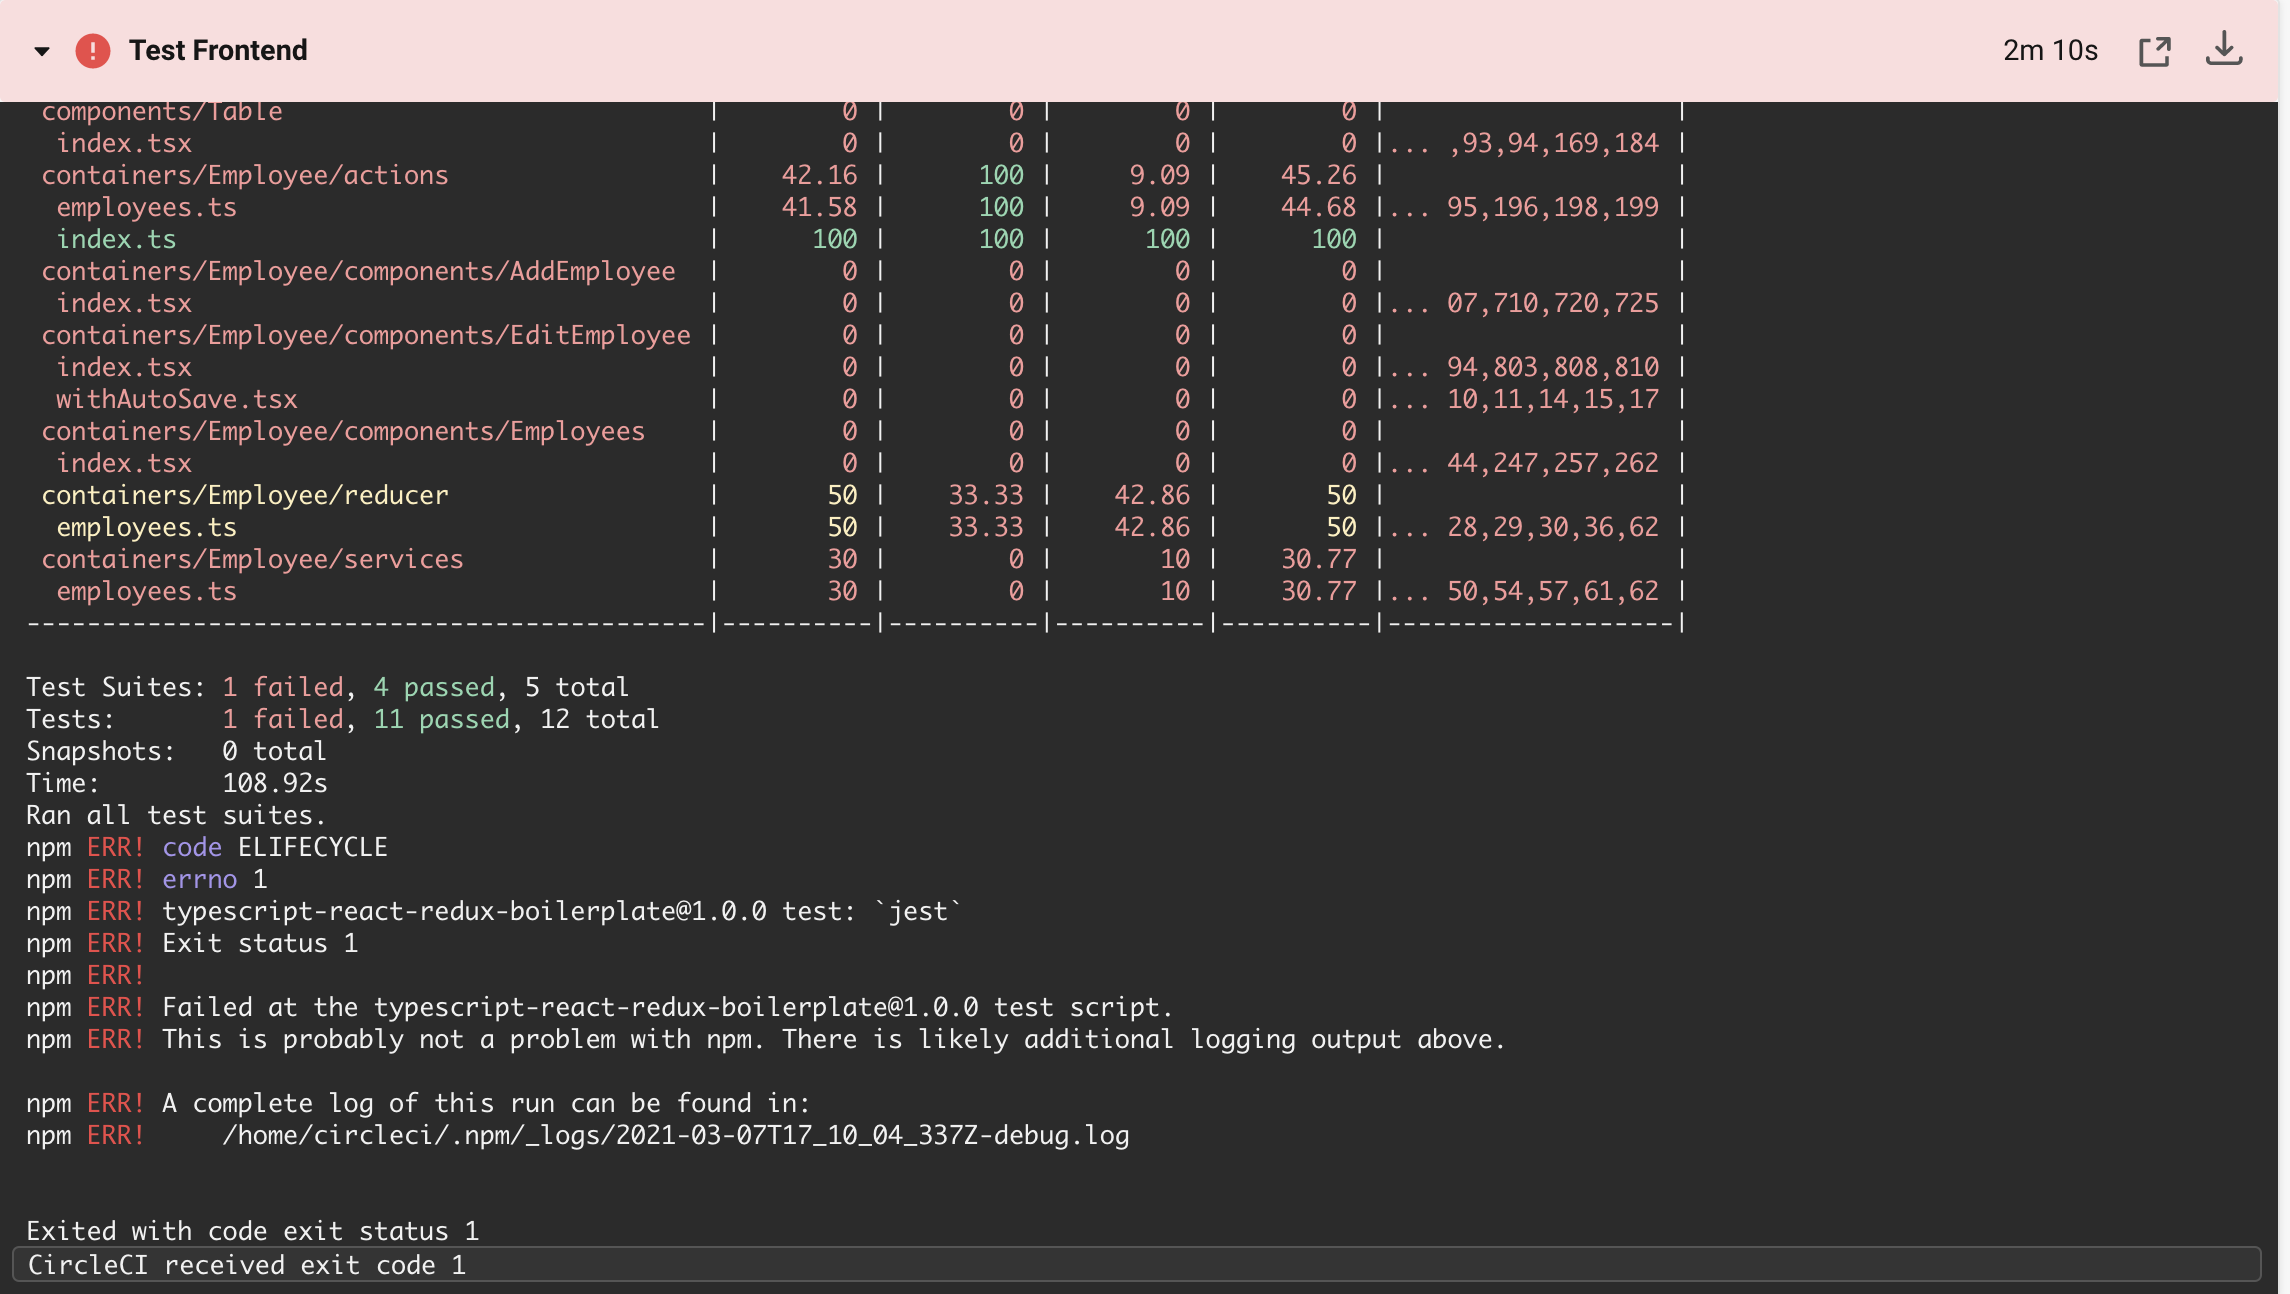 Test Frontend 2m 10s
components/Table | 0 | 0 | 0 | 0 | |
index.tsx | 0 | 0 | 0 | 0 |... ,93,94,169,184 |
containers/Employee/actions | 42.16 | 100 | 9.09 | 45.26 | |
employees.ts | 41.58 | 100 | 9.09 | 44.68 |... 95,196,198,199 |
index.ts | 100 | 100 | 100 | 100 | |
containers/Employee/components/AddEmployee | 0 | 0 | 0 | 0 | |
index.tsx | 0 | 0 | 0 | 0 |... 07,710,720,725 |
containers/Employee/components/EditEmployee | 0 | 0 | 0 | 0 | |
index.tsx | 0 | 0 | 0 | 0 |... 94,803,808,810 |
withAutoSave.tsx | 0 | 0 | 0 | 0 |... 10,11,14,15,17 |
containers/Employee/components/Employees | 0 | 0 | 0 | 0 | |
index.tsx | 0 | 0 | 0 | 0 |... 44,247,257,262 |
containers/Employee/reducer | 50 | 33.33 | 42.86 | 50 | |
employees.ts | 50 | 33.33 | 42.86 | 50 |... 28,29,30,36,62 |
containers/Employee/services | 30 | 0 | 10 | 30.77 | |
employees.ts | 30 | 0 | 10 | 30.77 |... 50,54,57,61,62 |
---------------------------------------------|----------|----------|----------|----------|-------------------|
Test Suites: 1 failed, 4 passed, 5 total
Tests: 1 failed, 11 passed, 12 total
Snapshots: 0 total
Time: 108.92s
Ran all test suites.
npm ERR! code ELIFECYCLE
npm ERR! errno 1
npm ERR! typescript-react-redux-boilerplate@1.0.0 test: `jest`
npm ERR! Exit status 1
npm ERR!
npm ERR! Failed at the typescript-react-redux-boilerplate@1.0.0 test script.
npm ERR! This is probably not a problem with npm. There is likely additional logging output above.
npm ERR! A complete log of this run can be found in:
npm ERR! /home/circleci/.npm/_logs/2021-03-07T17_10_04_337Z-debug.log
Exited with code exit status 1
CircleCI received exit code 1